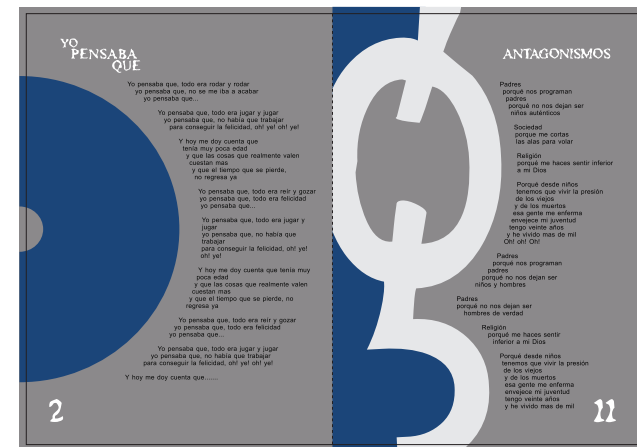 YO
PENSABA
QUE
Yo pensaba que, todo era rodar y rodar
yo pensaba que, no se me iba a acabar
yo pensaba que...
Yo pensaba que, todo era jugar y jugar
yo pensaba que, no había que trabajar
para conseguir la felicidad, oh! ye! oh! ye!
Y hoy me doy cuenta que
tenía muy poca edad
y que las cosas que realmente valen
cuestan mas
y que el tiempo que se pierde,
no regresa ya
Yo pensaba que, todo era reír y gozar
yo pensaba que, todo era felicidad
yo pensaba que...
Yo pensaba que, todo era jugar y
jugar
yo pensaba que, no había que
trabajar
para conseguir la felicidad, oh! ye!
oh! ye!
Y hoy me doy cuenta que tenía muy
poca edad
y que las cosas que realmente valen
cuestan mas
y que el tiempo que se pierde, no
regresa ya
Yo pensaba que, todo era reír y gozar
yo pensaba que, todo era felicidad
yo pensaba que...
Yo pensaba que, todo era jugar y jugar
yo pensaba que, no había que trabajar
para conseguir la felicidad, oh! ye! oh! ye!
Y hoy me doy cuenta que......
2
ANTAGONISMOS
Padres
porqué nos programan
padres
porqué no nos dejan ser
niños auténticos
Sociedad
porque me cortas
las alas para volar
Religión
porqué me haces sentir inferior
a mi Dios
Porqué desde niños
tenemos que vivir la presión
de los viejos
y de los muertos
esa gente me enferma
envejece mi juventud
tengo veinte años
y he vivido mas de mil
Oh! oh! Oh!
Padres
porqué nos programan
padres
porqué no nos dejan ser
niños y hombres
Padres
porqué no nos dejan ser
hombres de verdad
Religión
porqué me haces sentir
inferior a mi Dios
Porqué desde niños
tenemos que vivir la presión
de los viejos
y de los muertos
esa gente me enferma
envejece mi juventud
tengo veinte años
y he vivido mas de mil
11